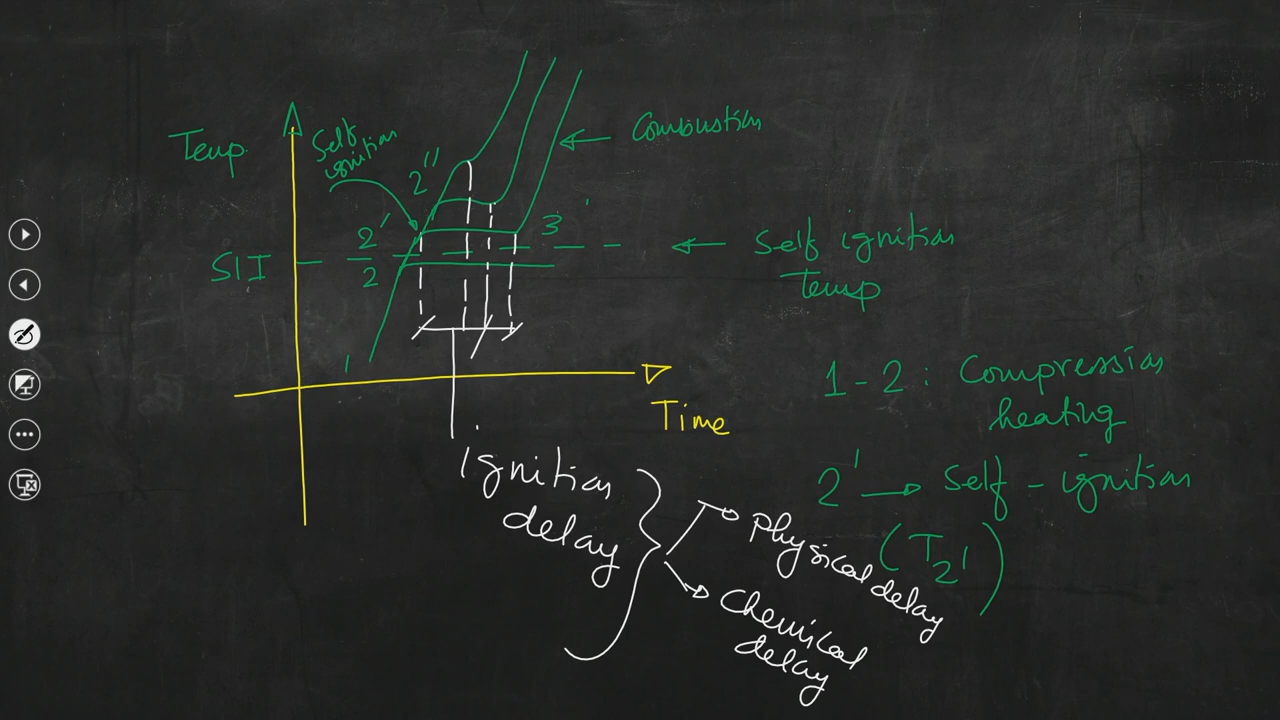 Temp.
Self
ignition
2''
Combustion
2'
3'
SIT
2
Self ignition
Temp
1
Time
1-2 : Compression
heating
2' → Self - ignition
(T2')
ignition
delay
Physical delay
Chemical
delay